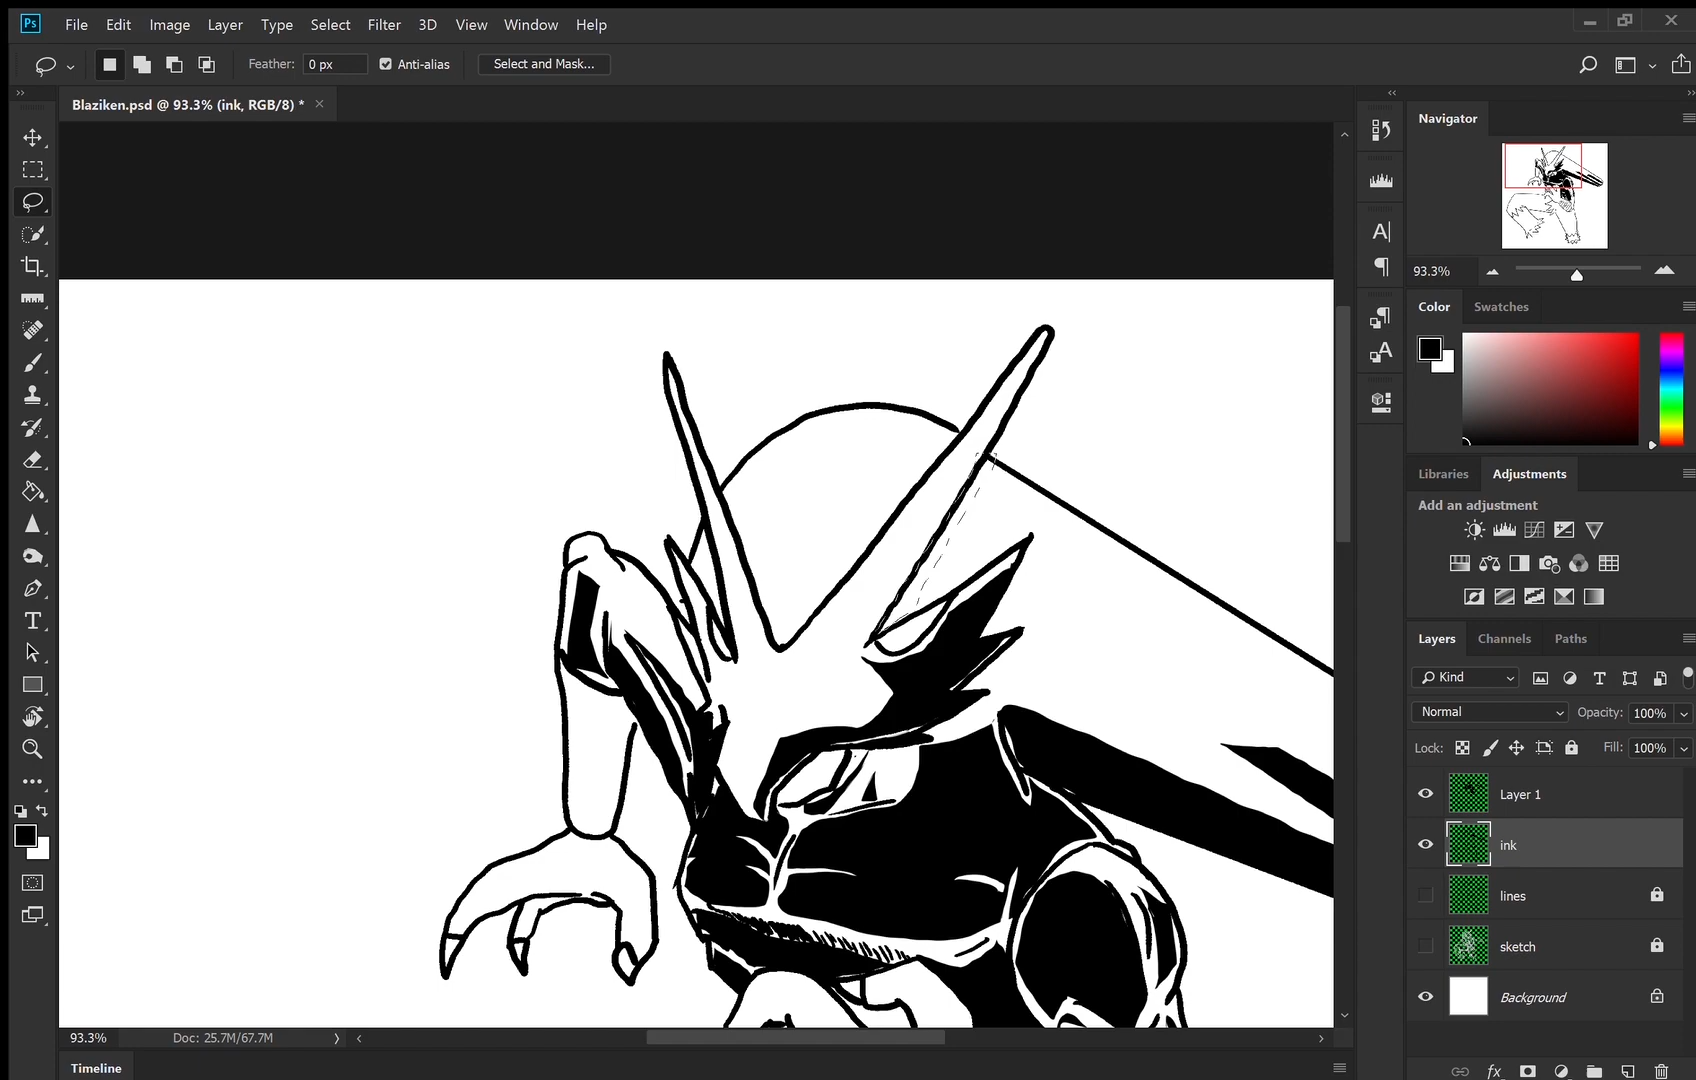 Ps File Edit Image Layer Type Select Filter 3D View Window Help
Feather: 0 px Anti-alias Select and Mask...
Blaziken.psd @ 93.3% (ink, RGB/8) *
Navigator
93.3%
Color Swatches
Libraries Adjustments
Add an adjustment
Layers Channels Paths
Kind
Normal Opacity: 100%
Lock: Fill: 100%
Layer 1
ink
lines
sketch
Background
93.3% Doc: 25.7M/67.7M
Timeline
fx